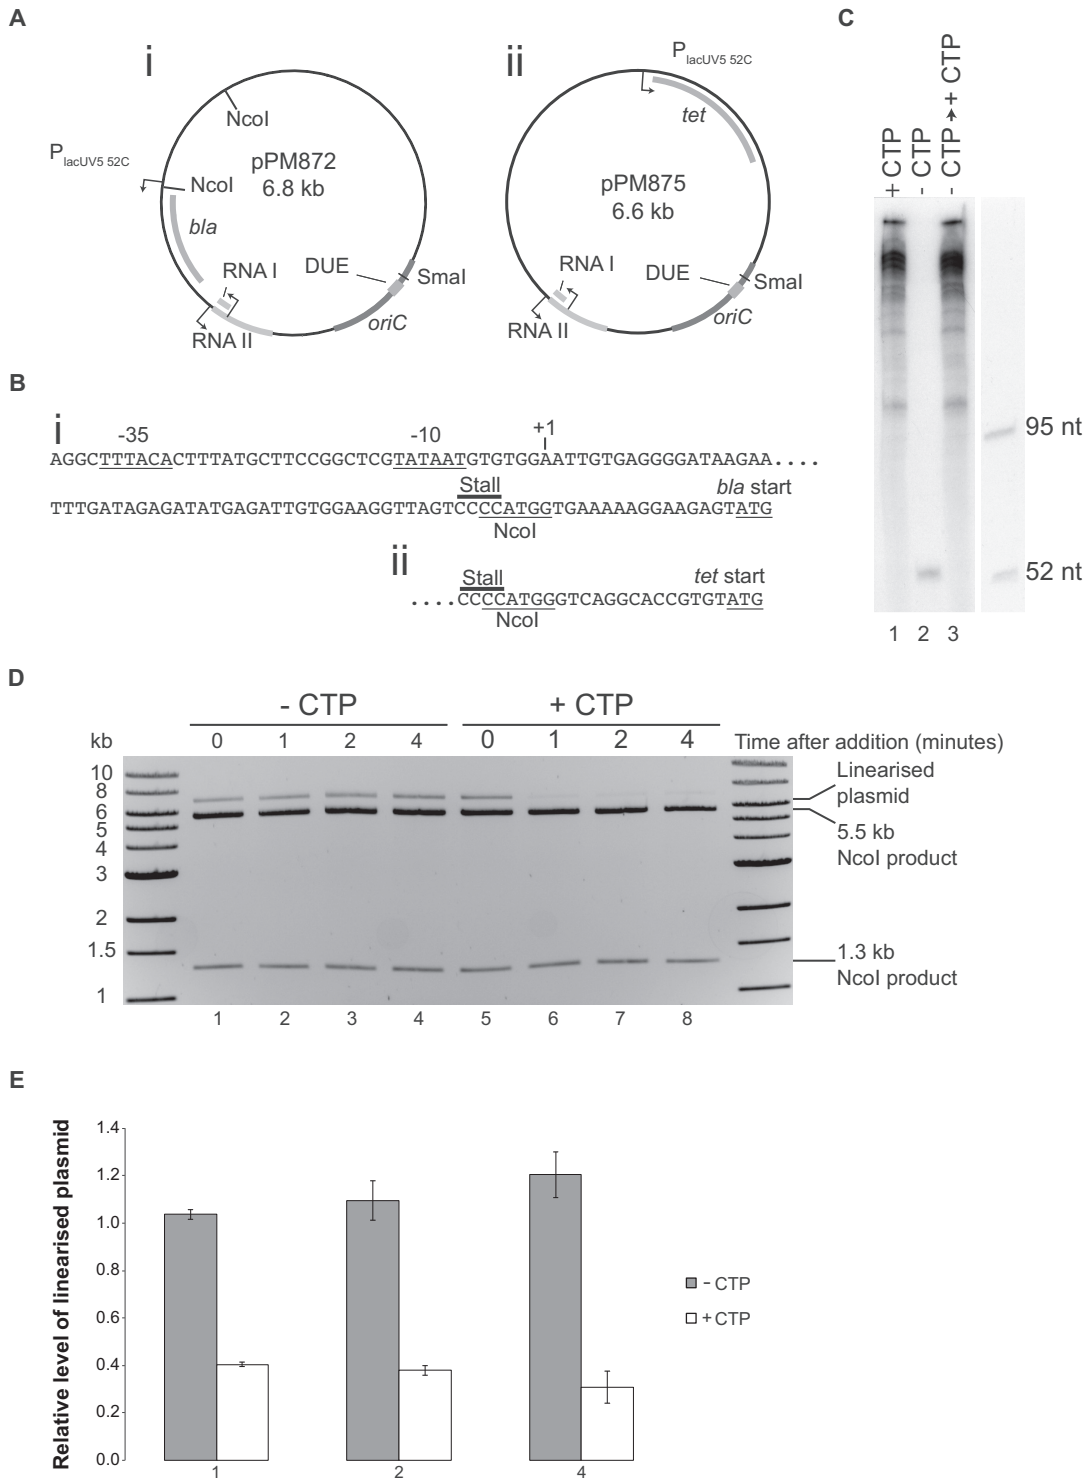 A
i
P lacUV5 52C
NcoI
NcoI
pPM872
6.8 kb
bla
RNA I
DUE
SmaI
oriC
RNA II
ii
P lacUV5 52C
tet
pPM875
6.6 kb
RNA I
DUE
SmaI
oriC
RNA II
B
i
-35 -10 +1
AGGCTTTACACTTTATGCTTCCGGCTCGTATAATGTGTGGAATTGTGAGGGGATAAGAA....
Stall bla start
TTTGATAGAGATATGAGATTGTGGAAGGTTAGTCCCCATGGTGAAAAAGGAAGAGTATG
NcoI
ii
Stall tet start
....CCCCATGGGTCAGGCACCGTGTATG
NcoI
C
+ CTP
- CTP
- CTP→+ CTP
95 nt
52 nt
1 2 3
D
- CTP + CTP
kb 0 1 2 4 0 1 2 4 Time after addition (minutes)
10
8
6
5
4
3
2
1.5
1
Linearised
plasmid
5.5 kb
NcoI product
1.3 kb
NcoI product
1 2 3 4 5 6 7 8
E
Relative level of linearised plasmid
1.4
1.2
1.0
0.8
0.6
0.4
0.2
0.0
1 2 4
- CTP
+ CTP